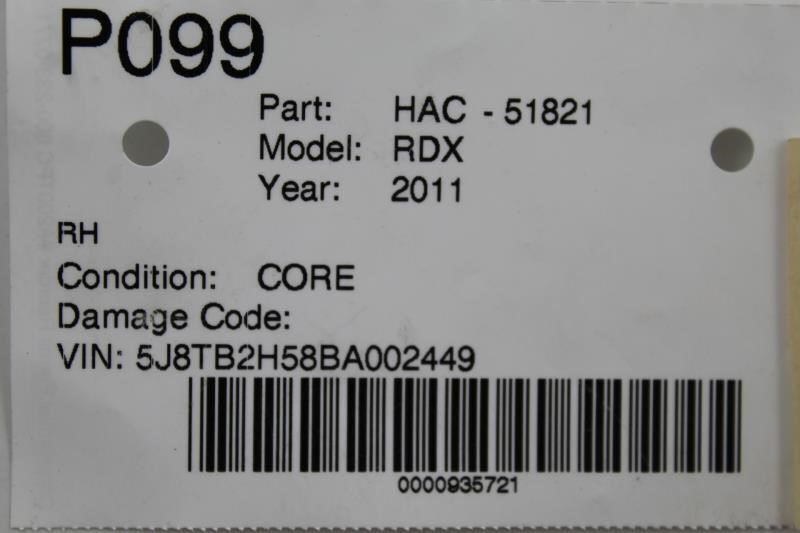 P099
Part: HAC - 51821
Model: RDX
Year: 2011
RH
Condition: CORE
Damage Code:
VIN: 5J8TB2H58BA002449
0000935721